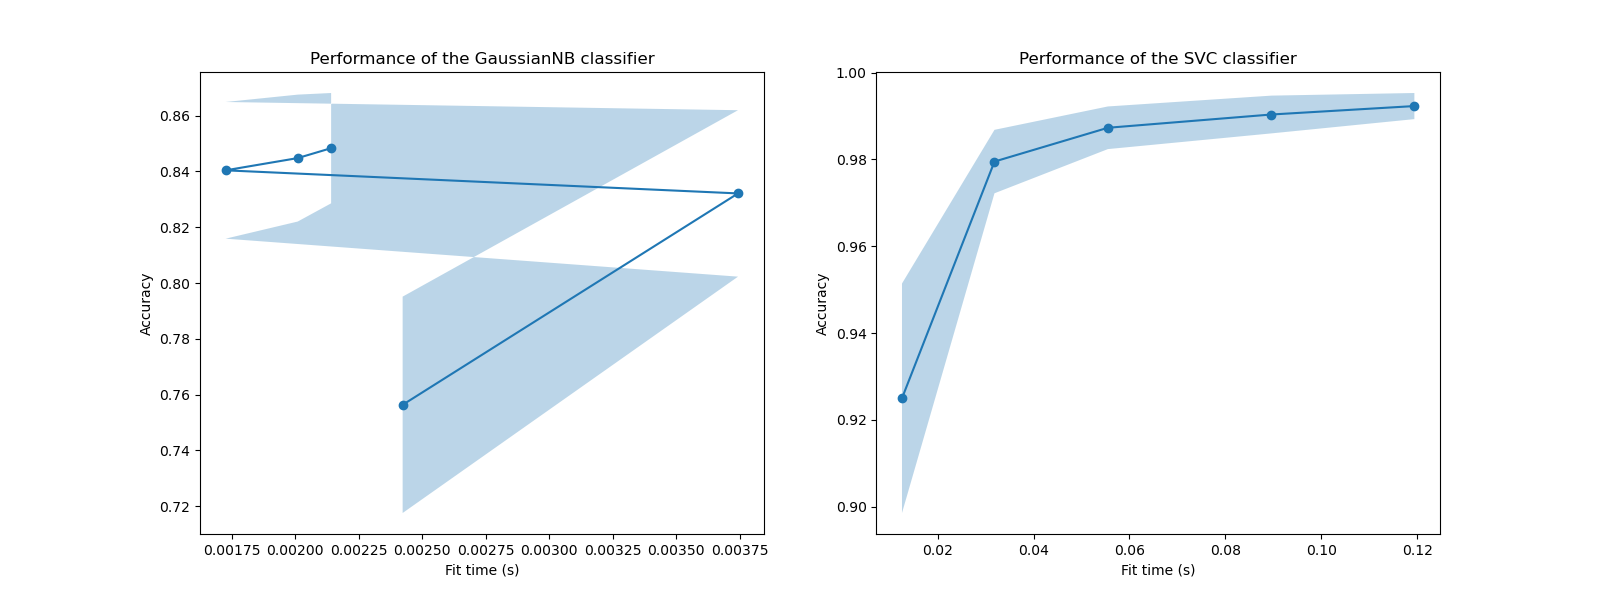 Performance of the GaussianNB classifier
Accuracy
0.86
0.84
0.82
0.80
0.78
0.76
0.74
0.72
0.00175 0.00200 0.00225 0.00250 0.00275 0.00300 0.00325 0.00350 0.00375
Fit time (s)
Performance of the SVC classifier
Accuracy
1.00
0.98
0.96
0.94
0.92
0.90
0.02 0.04 0.06 0.08 0.10 0.12
Fit time (s)